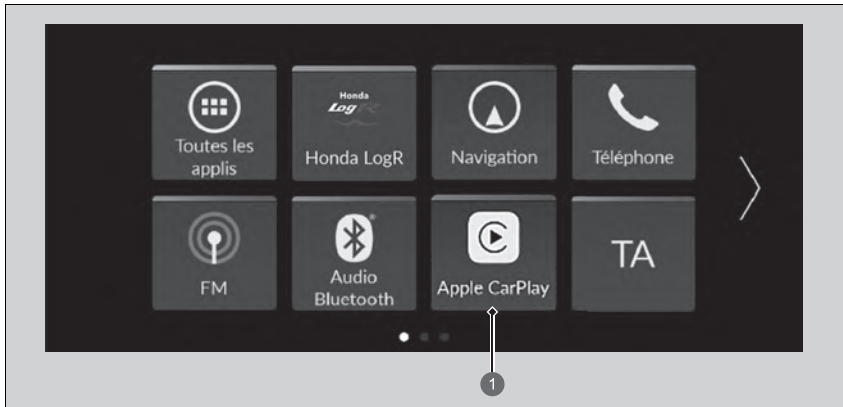 Toutes les
applis
Honda
Log R
Honda LogR
Navigation
Téléphone
FM
Audio
Bluetooth
Apple CarPlay
TA
1